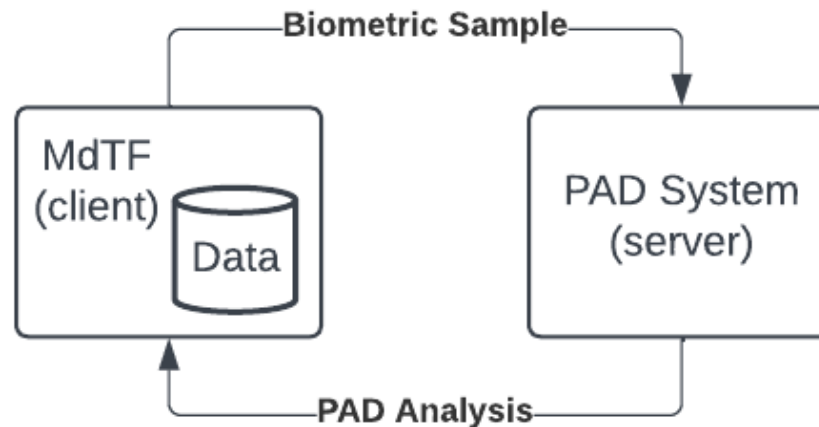 Biometric Sample
MdTF
(client)
Data
PAD System
(server)
PAD Analysis